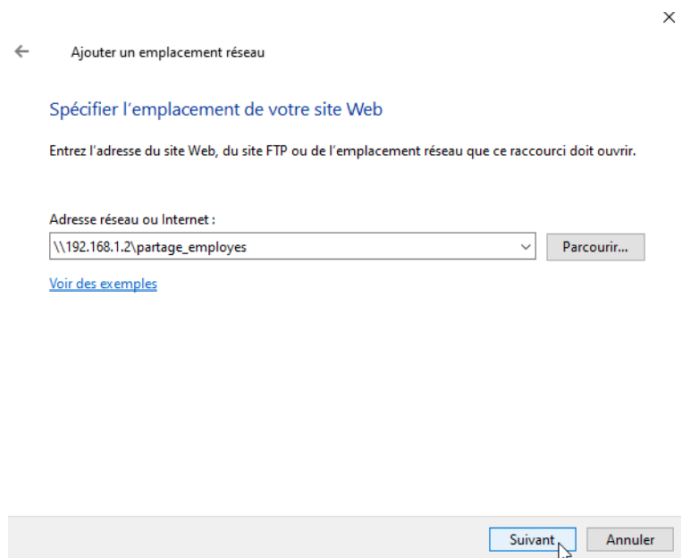 Ajouter un emplacement réseau
Spécifier l'emplacement de votre site Web
Entrez l'adresse du site Web, du site FTP ou de l'emplacement réseau que ce raccourci doit ouvrir.
Adresse réseau ou Internet :
\\192.168.1.2\partage_employes
Parcourir...
Voir des exemples
Suivant
Annuler